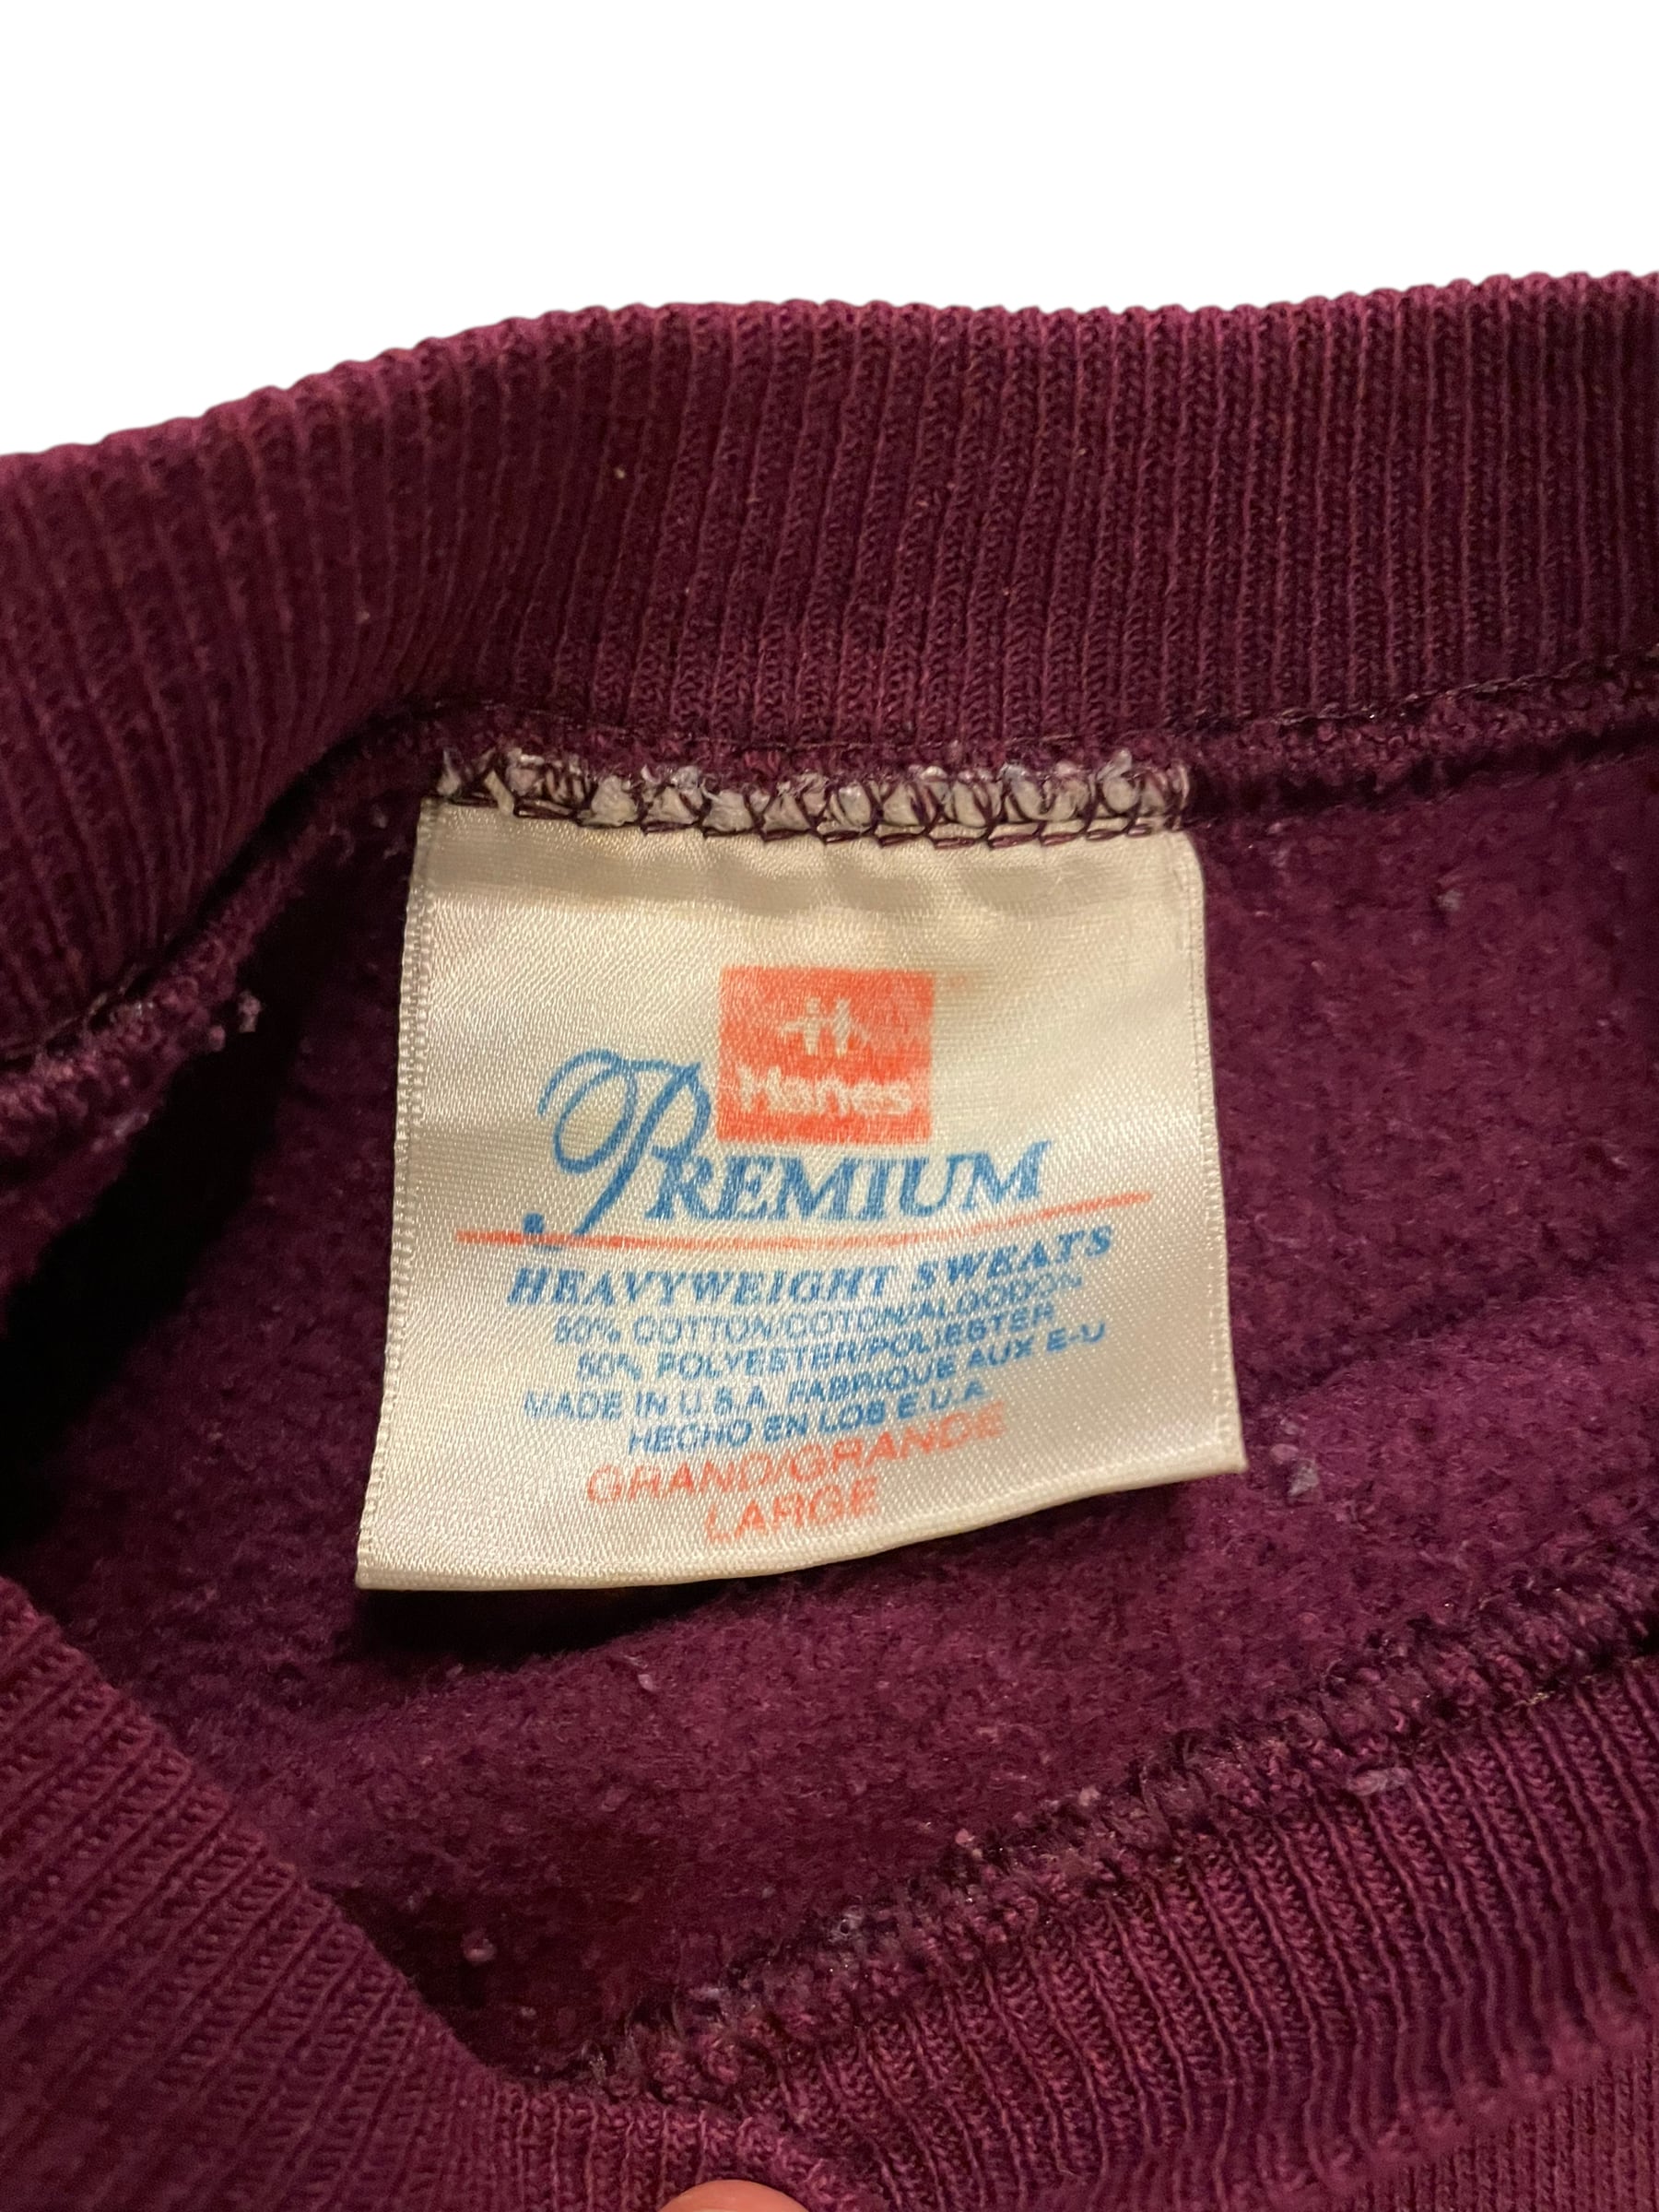 Hanes
PREMIUM
HEAVYWEIGHT SWEATS
50% COTTON/COTON/ALGODON
50% POLYESTER/POLIESTER
MADE IN U.S.A. FABRIQUE AUX E-U
HECHO EN LOS E.U.A.
GRAND/GRANDE
LARGE